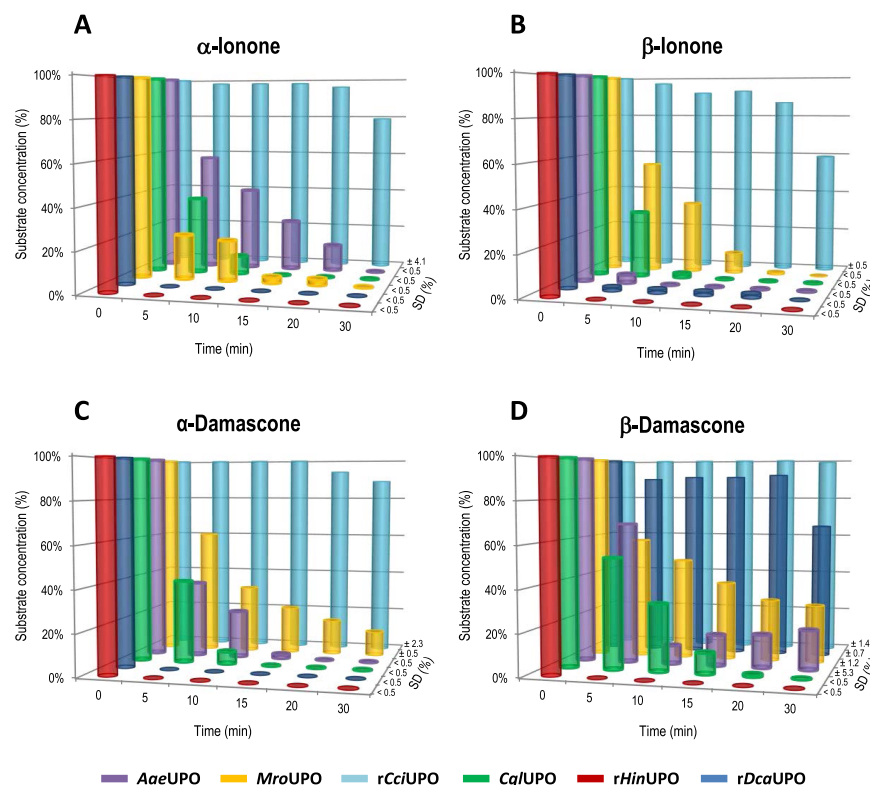 A
α-Ionone
Substrate concentration (%)
100%
80%
60%
40%
20%
0%
0 5 10 15 20 30
Time (min)
± 4.1
< 0.5
< 0.5
< 0.5
< 0.5
< 0.5
SD (%)
B
β-Ionone
Substrate concentration (%)
100%
80%
60%
40%
20%
0%
0 5 10 15 20 30
Time (min)
± 0.5
< 0.5
< 0.5
< 0.5
< 0.5
< 0.5
SD (%)
C
α-Damascone
Substrate concentration (%)
100%
80%
60%
40%
20%
0%
0 5 10 15 20 30
Time (min)
± 2.3
± 0.5
< 0.5
< 0.5
< 0.5
< 0.5
SD (%)
D
β-Damascone
Substrate concentration (%)
100%
80%
60%
40%
20%
0%
0 5 10 15 20 30
Time (min)
± 1.4
± 0.7
± 1.2
± 5.3
< 0.5
< 0.5
SD (%)
AaeUPO MroUPO rCciUPO CglUPO rHinUPO rDcaUPO